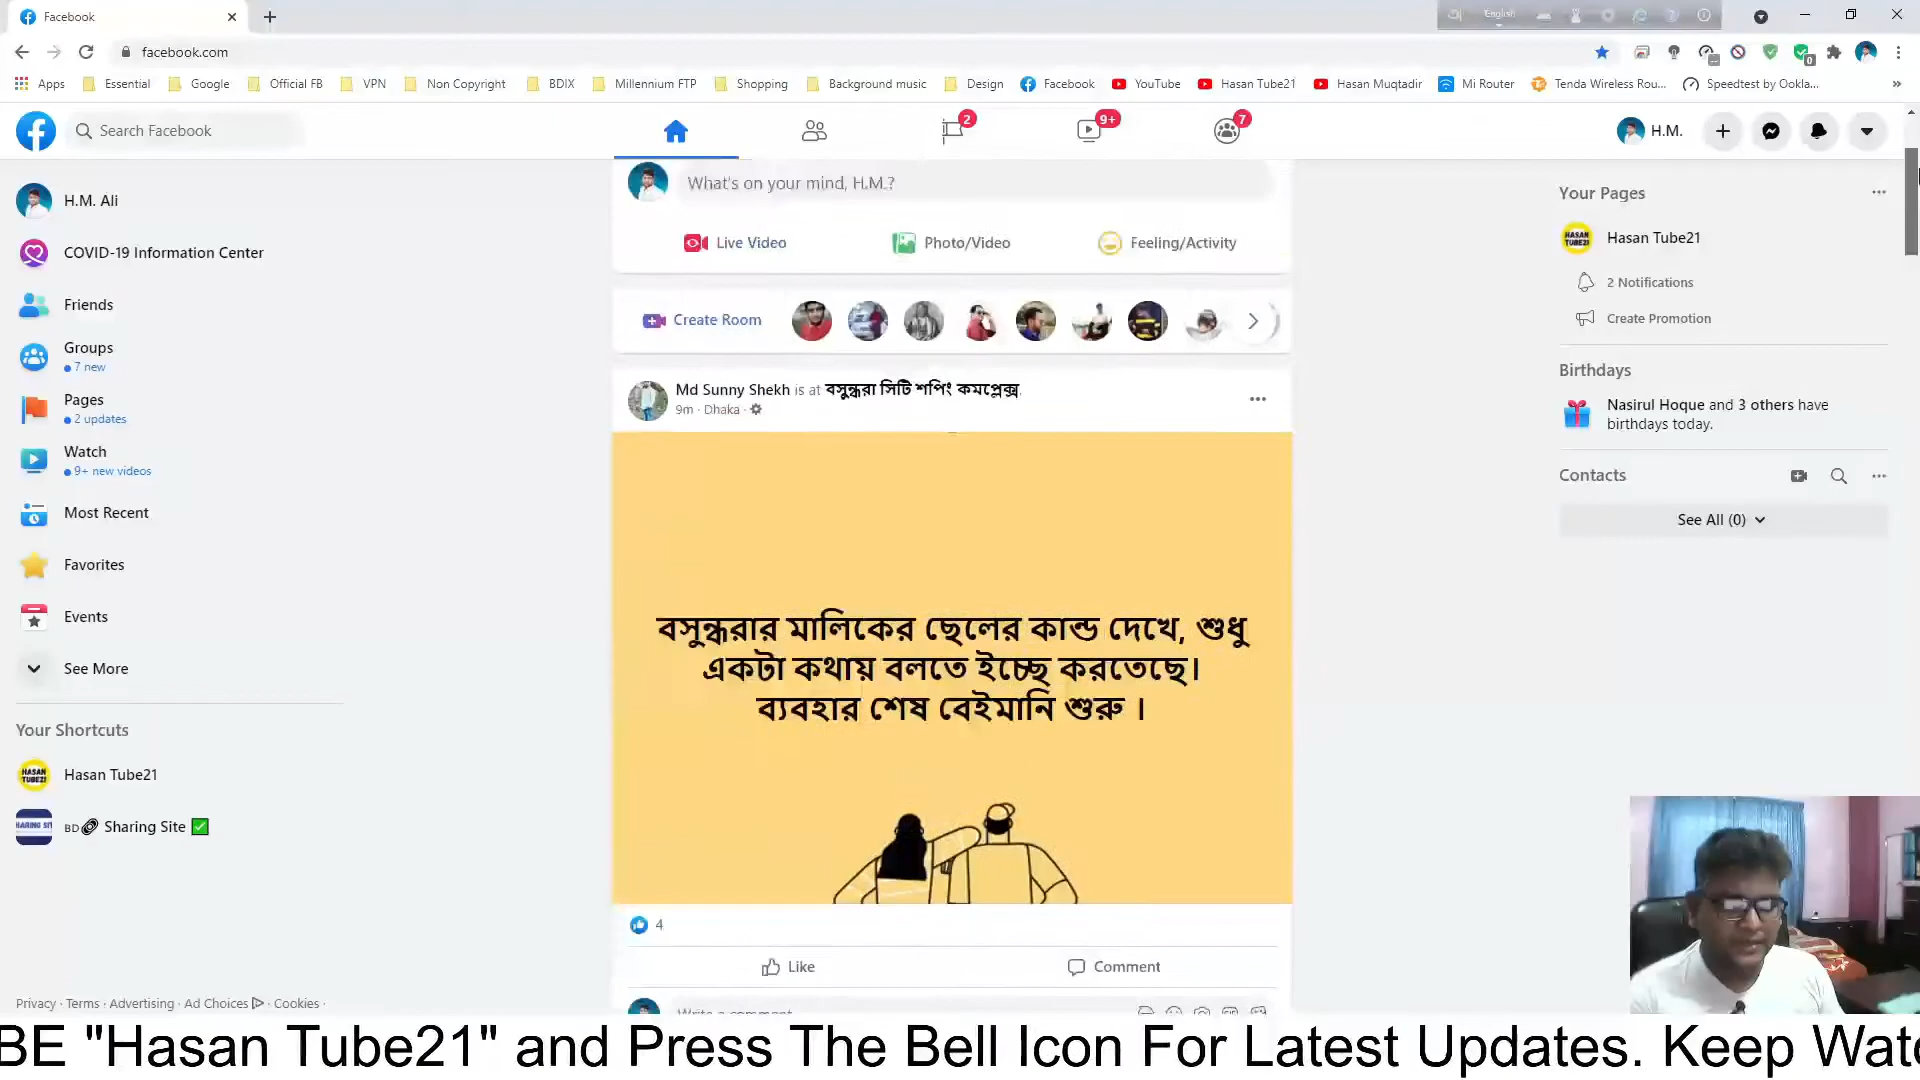 Facebook
English
facebook.com
Apps Essential Google Official FB VPN Non Copyright BDIX Millennium FTP Shopping Background music Design Facebook YouTube Hasan Tube21 Hasan Muqtadir Mi Router Tenda Wireless Rou... Speedtest by Ookla... »
Search Facebook
2
9+
7
H.M.
H.M. Ali
COVID-19 Information Center
Friends
Groups
7 new
Pages
2 updates
Watch
9+ new videos
Most Recent
Favorites
Events
See More
Your Shortcuts
HASAN TUBE21
Hasan Tube21
BD Sharing Site
Privacy · Terms · Advertising · Ad Choices · Cookies ·
What's on your mind, H.M.?
Live Video Photo/Video Feeling/Activity
Create Room
Md Sunny Shekh is at বসুন্ধরা সিটি শপিং কমপ্লেক্স.
9m · Dhaka ·
বসুন্ধরার মালিকের ছেলের কান্ড দেখে, শুধু
একটা কথায় বলতে ইচ্ছে করতেছে।
ব্যবহার শেষ বেইমানি শুরু ।
4
Like Comment
Write a comment...
Your Pages
HASAN TUBE21
Hasan Tube21
2 Notifications
Create Promotion
Birthdays
Nasirul Hoque and 3 others have
birthdays today.
Contacts
See All (0)
BE "Hasan Tube21" and Press The Bell Icon For Latest Updates. Keep Wat